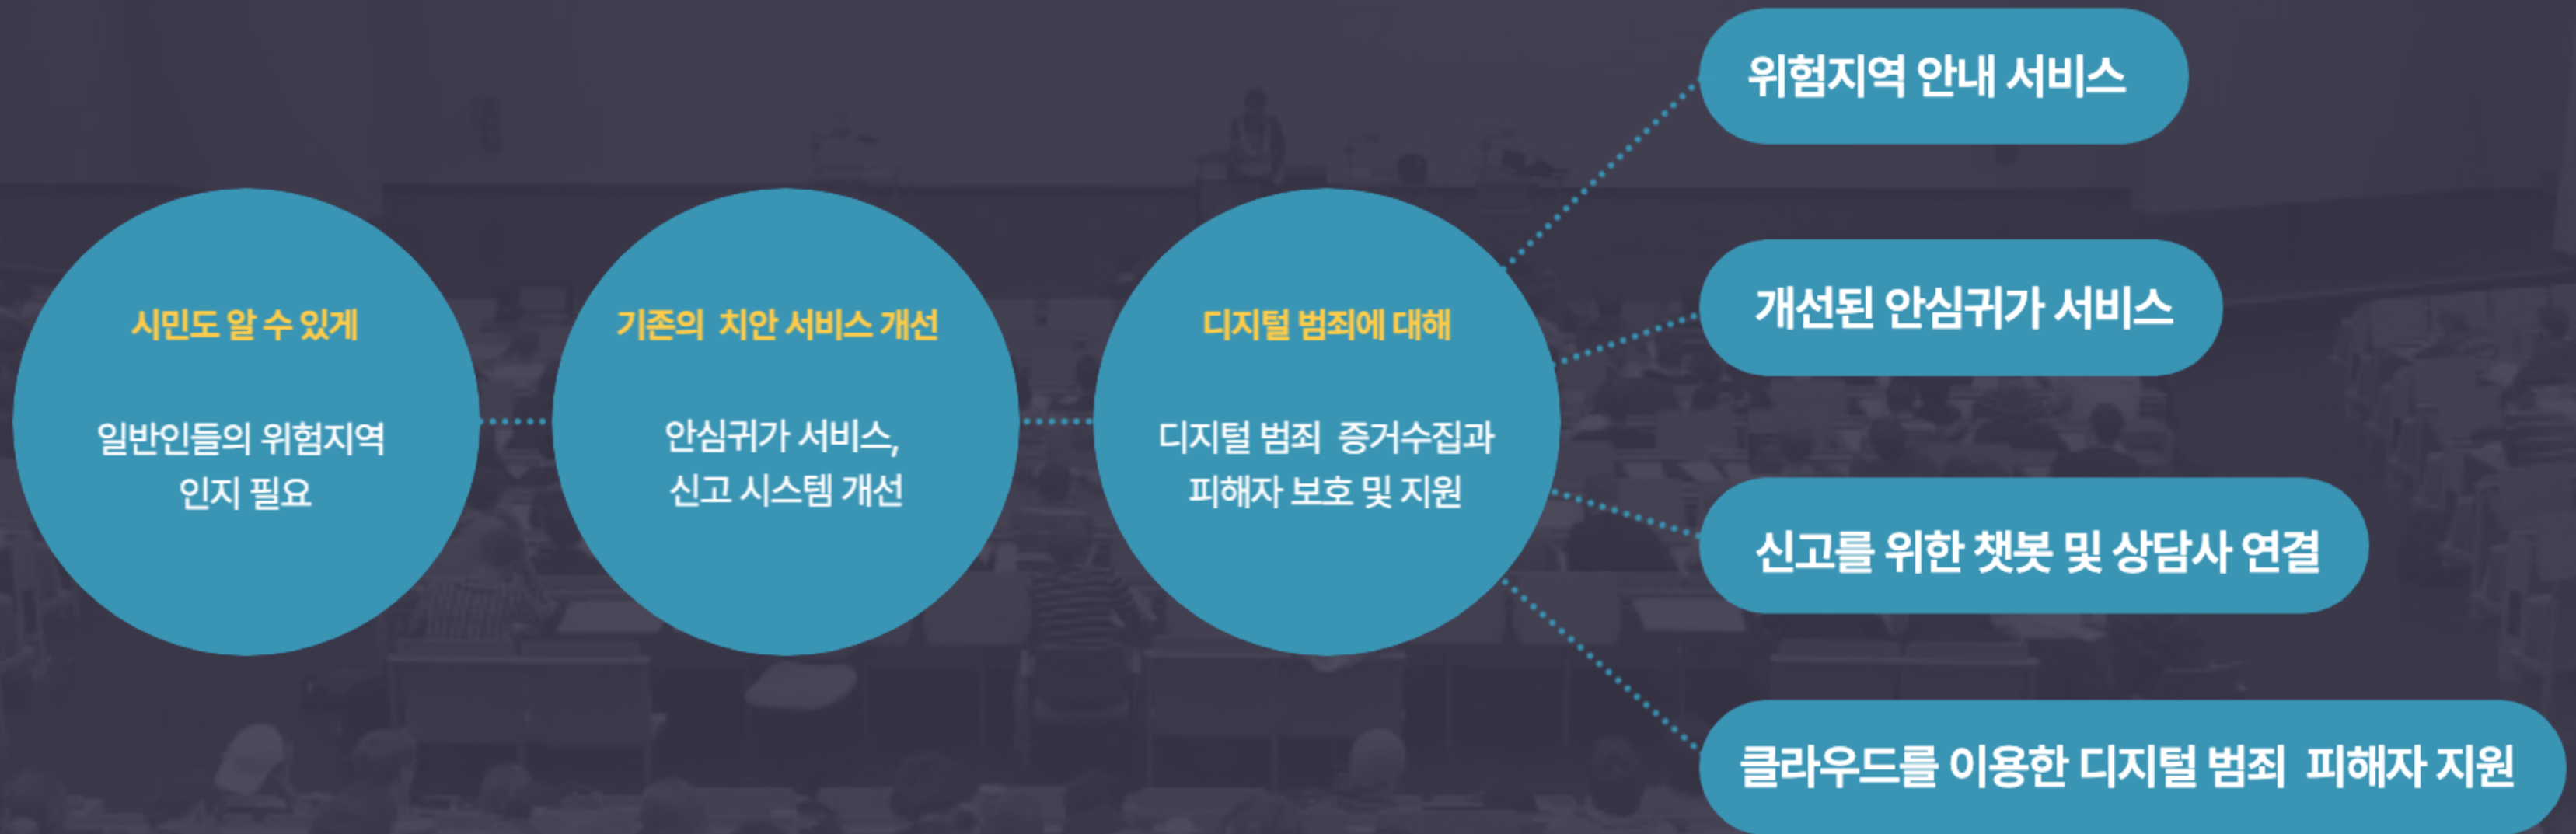 시민도 알 수 있게
일반인들의 위험지역
인지 필요
기존의 치안 서비스 개선
안심귀가 서비스,
신고 시스템 개선
디지털 범죄에 대해
디지털 범죄 증거수집과
피해자 보호 및 지원
위험지역 안내 서비스
개선된 안심귀가 서비스
신고를 위한 챗봇 및 상담사 연결
클라우드를 이용한 디지털 범죄 피해자 지원